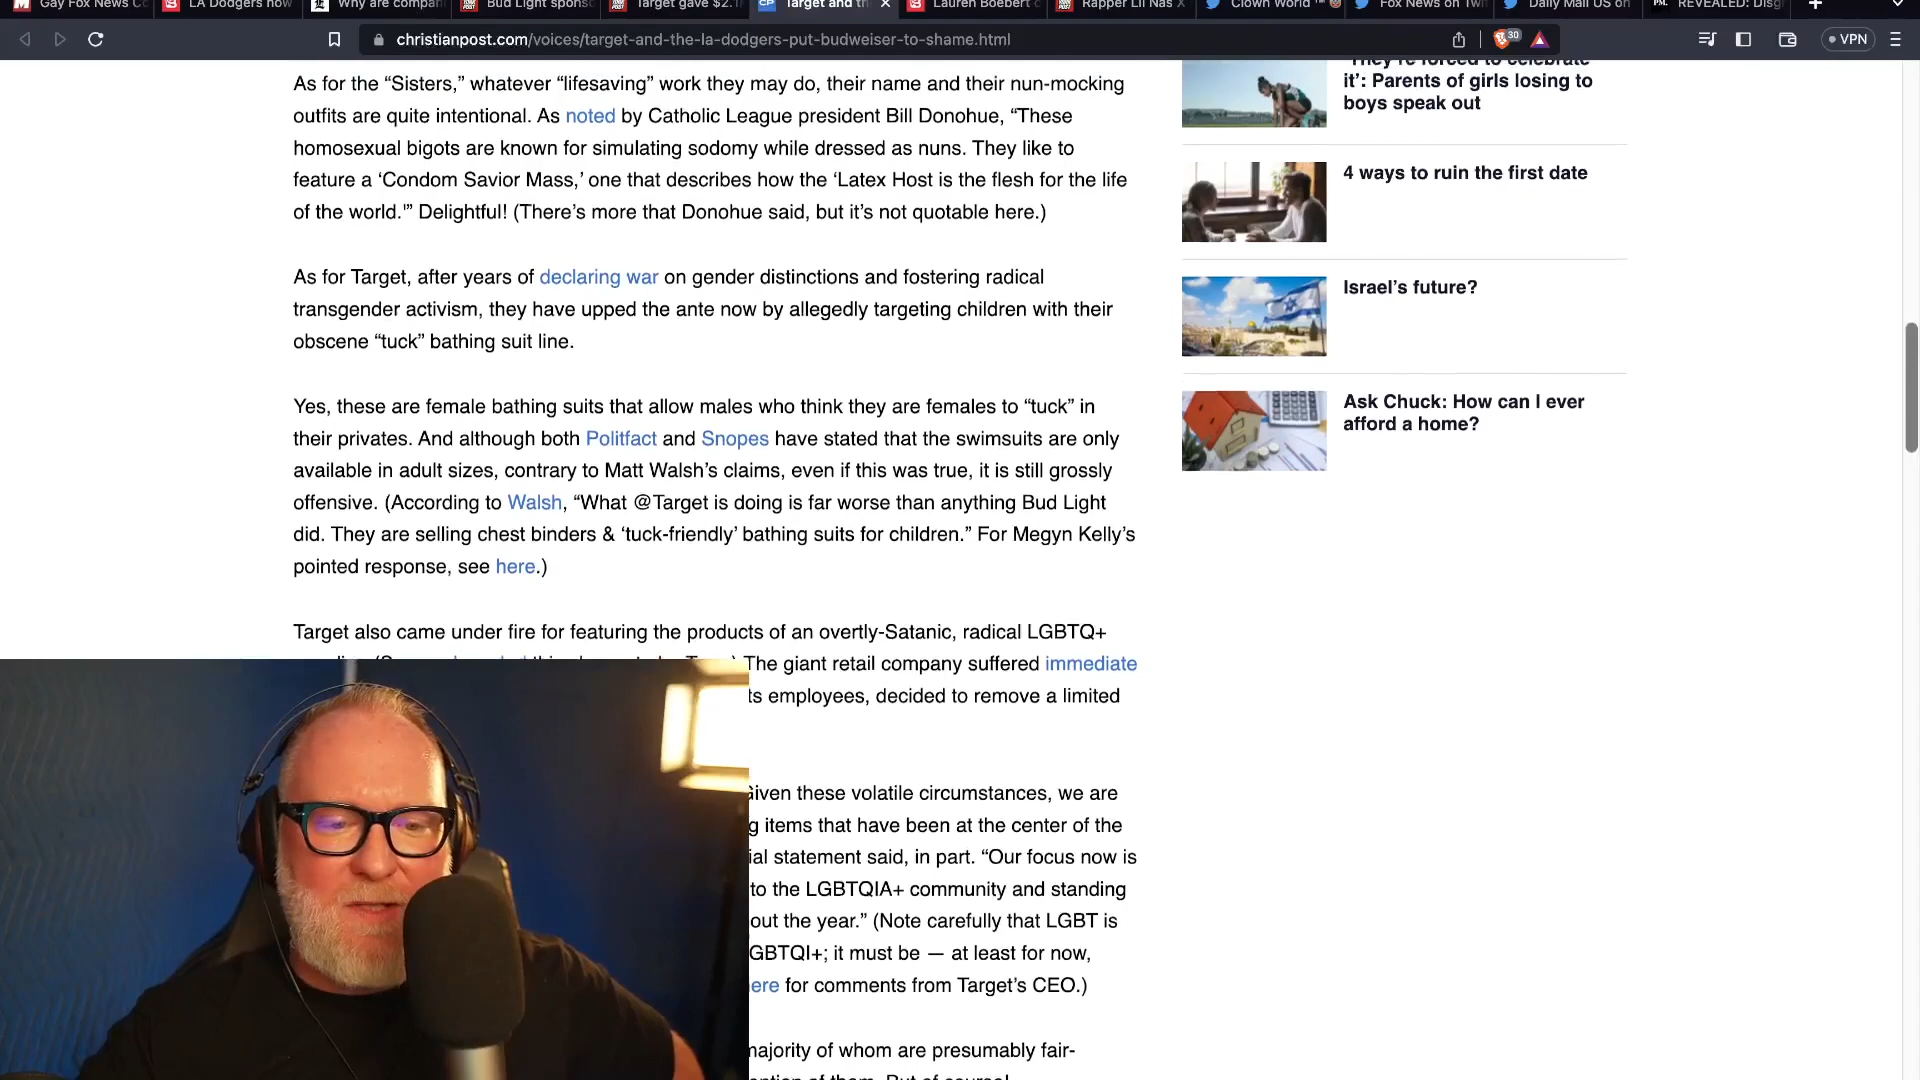 Gay Fox News Co
LA Dodgers now
Why are compani
Bud Light sponso
Target gave $2.1
Target and th
Lauren Boebert c
Rapper Lil Nas X
Clown World ™
Fox News on Twit
Daily Mail US on
REVEALED: Disg
christianpost.com/voices/target-and-the-la-dodgers-put-budweiser-to-shame.html
30
VPN
As for the “Sisters,” whatever “lifesaving” work they may do, their name and their nun-mocking
outfits are quite intentional. As noted by Catholic League president Bill Donohue, “These
homosexual bigots are known for simulating sodomy while dressed as nuns. They like to
feature a ‘Condom Savior Mass,’ one that describes how the ‘Latex Host is the flesh for the life
of the world.'” Delightful! (There’s more that Donohue said, but it’s not quotable here.)
As for Target, after years of declaring war on gender distinctions and fostering radical
transgender activism, they have upped the ante now by allegedly targeting children with their
obscene “tuck” bathing suit line.
Yes, these are female bathing suits that allow males who think they are females to “tuck” in
their privates. And although both Politfact and Snopes have stated that the swimsuits are only
available in adult sizes, contrary to Matt Walsh’s claims, even if this was true, it is still grossly
offensive. (According to Walsh, “What @Target is doing is far worse than anything Bud Light
did. They are selling chest binders & ‘tuck-friendly’ bathing suits for children.” For Megyn Kelly’s
pointed response, see here.)
Target also came under fire for featuring the products of an overtly-Satanic, radical LGBTQ+
The giant retail company suffered immediate
ts employees, decided to remove a limited
Given these volatile circumstances, we are
g items that have been at the center of the
ial statement said, in part. “Our focus now is
to the LGBTQIA+ community and standing
out the year.” (Note carefully that LGBT is
GBTQI+; it must be — at least for now,
ere for comments from Target’s CEO.)
majority of whom are presumably fair-
‘They’re forced to celebrate
it’: Parents of girls losing to
boys speak out
4 ways to ruin the first date
Israel’s future?
Ask Chuck: How can I ever
afford a home?